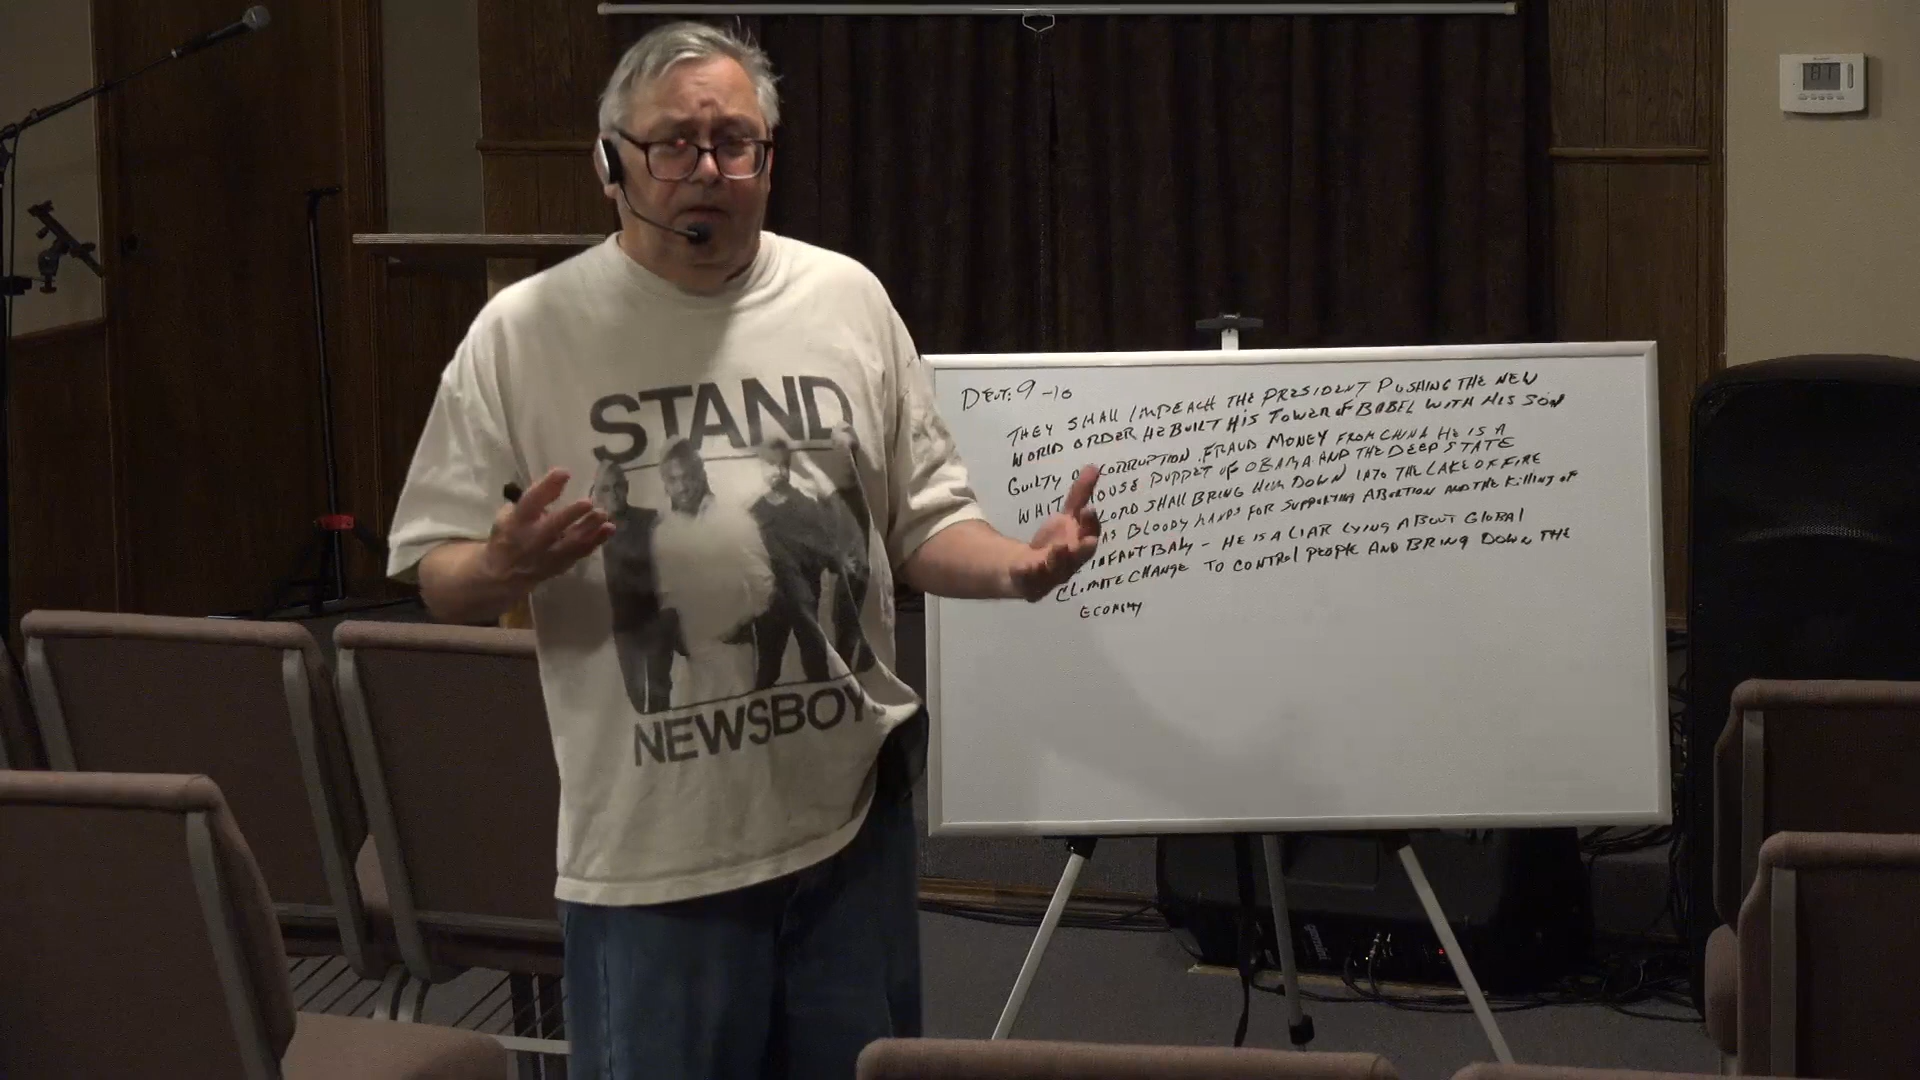 87
STAND
NEWSBOY
DEUT: 9-10
THEY SHALL IMPEACH THE PRESIDENT PUSHING THE NEW
WORLD ORDER HE BUILT HIS TOWER OF BABEL WITH HIS SON
GUILTY CORRUPTION. FRAUD MONEY FROM CHINA HE IS A
WHIT HOUSE PUPPET OF OBAMA AND THE DEEP STATE
LORD SHALL BRING HIM DOWN INTO THE LAKE OF FIRE
AS BLOODY HANDS FOR SUPPORTING ABORTION AND THE KILLING OF
INFANT BABY - HE IS A LIAR LYING ABOUT GLOBAL
CLIMATE CHANGE TO CONTROL PEOPLE AND BRING DOWN THE
ECONOMY